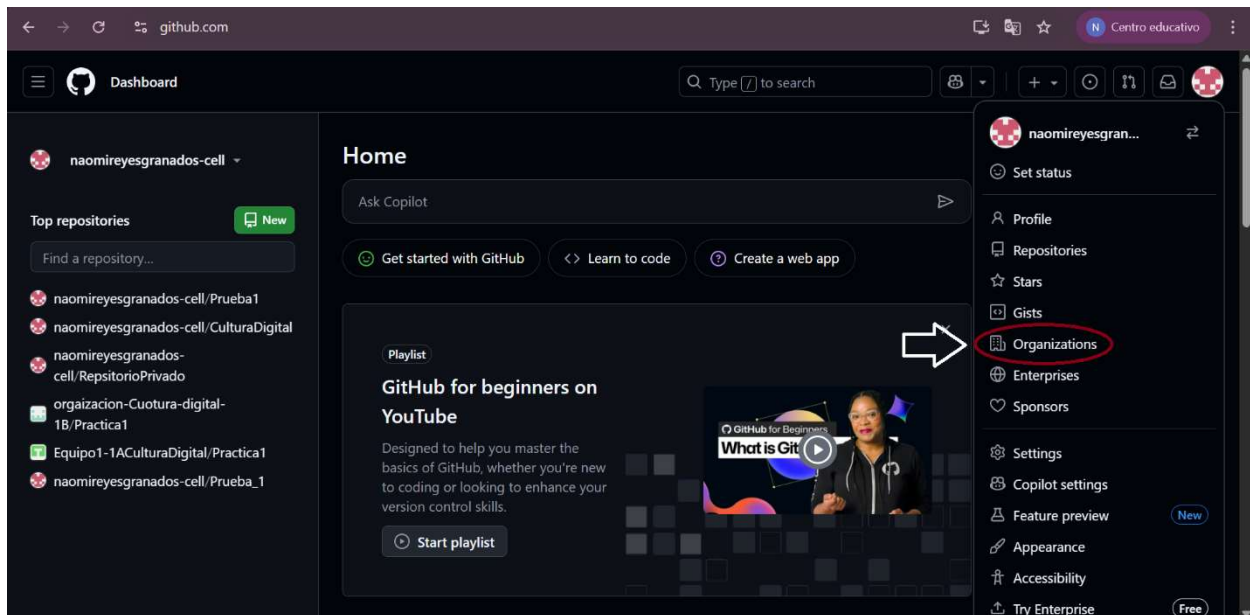 github.com
N Centro educativo
Dashboard
Type / to search
naomireyesgranados-cell
Top repositories
New
Find a repository...
naomireyesgranados-cell/Prueba1
naomireyesgranados-cell/CulturaDigital
naomireyesgranados-
cell/RepsitorioPrivado
orgaizacion-Cuotura-digital-
1B/Practica1
Equipo1-1ACulturaDigital/Practica1
naomireyesgranados-cell/Prueba_1
Home
Ask Copilot
Get started with GitHub
Learn to code
Create a web app
Playlist
GitHub for beginners on
YouTube
Designed to help you master the
basics of GitHub, whether you're new
to coding or looking to enhance your
version control skills.
Start playlist
GitHub for Beginners
What is Git
naomireyesgran...
Set status
Profile
Repositories
Stars
Gists
Organizations
Enterprises
Sponsors
Settings
Copilot settings
Feature preview New
Appearance
Accessibility
Try Enterprise Free